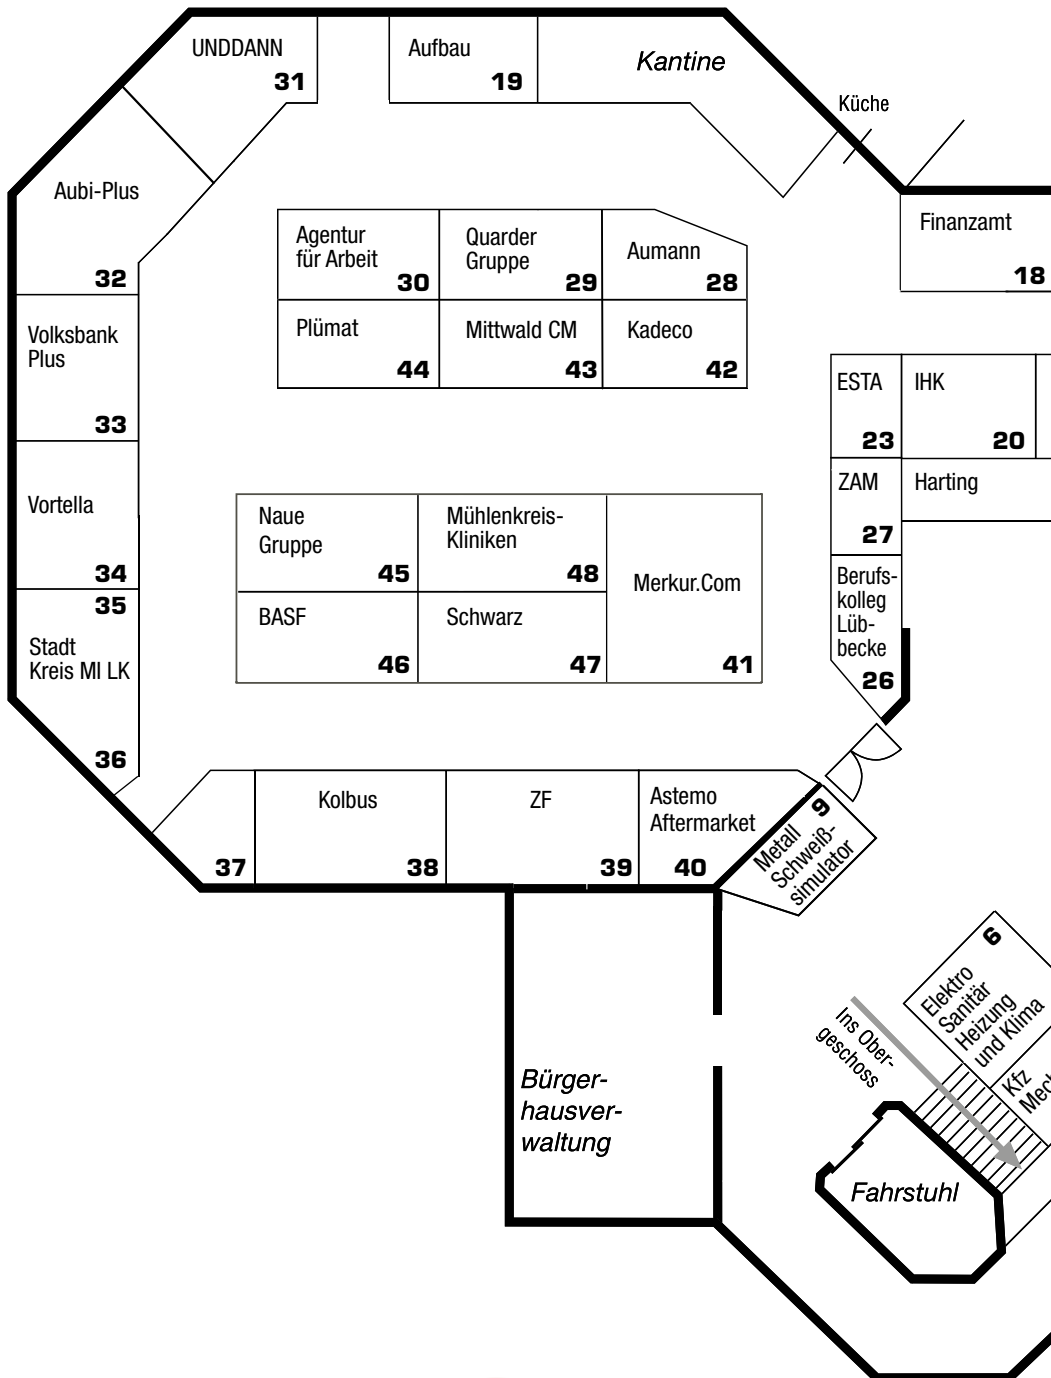 UNDDANN
31
Aufbau
19
Kantine
Küche
Aubi-Plus
32
Finanzamt
18
Agentur
für Arbeit
30
Quarder
Gruppe
29
Aumann
28
Plümat
44
Mittwald CM
43
Kadeco
42
Volksbank
Plus
33
ESTA
23
IHK
20
ZAM
27
Harting
Vortella
34
Naue
Gruppe
45
Mühlenkreis-
Kliniken
48
Merkur.Com
41
BASF
46
Schwarz
47
Berufs-
kolleg
Lüb-
becke
26
35
Stadt
Kreis MI LK
36
37
Kolbus
38
ZF
39
Astemo
Aftermarket
40
9
Metall
Schweiß-
simulator
6
Elektro
Sanitär
Heizung
und Klima
Kfz
Mech
Ins Ober-
geschoss
Bürger-
hausver-
waltung
Fahrstuhl